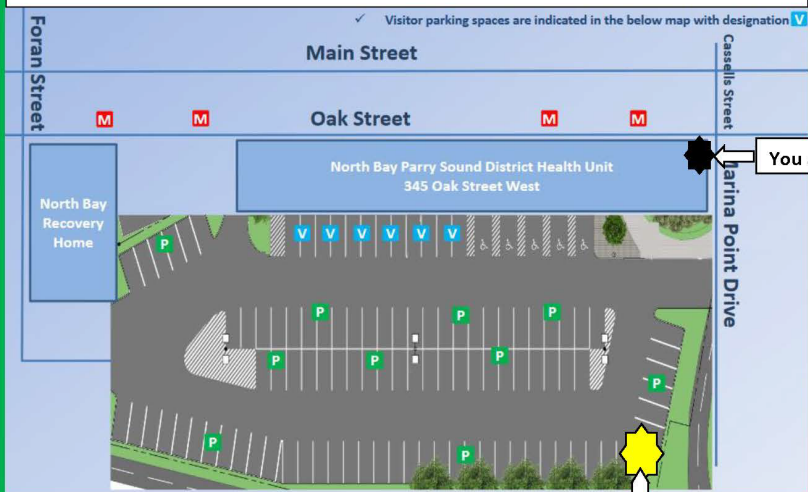 ✓ Visitor parking spaces are indicated in the below map with designation V
Foran Street
Main Street
Cassells Street
M M Oak Street M M
North Bay Parry Sound District Health Unit
345 Oak Street West
You
North Bay
Recovery
Home
Marina Point Drive
V V V V V V
P
P P P
P P P
P
P
P